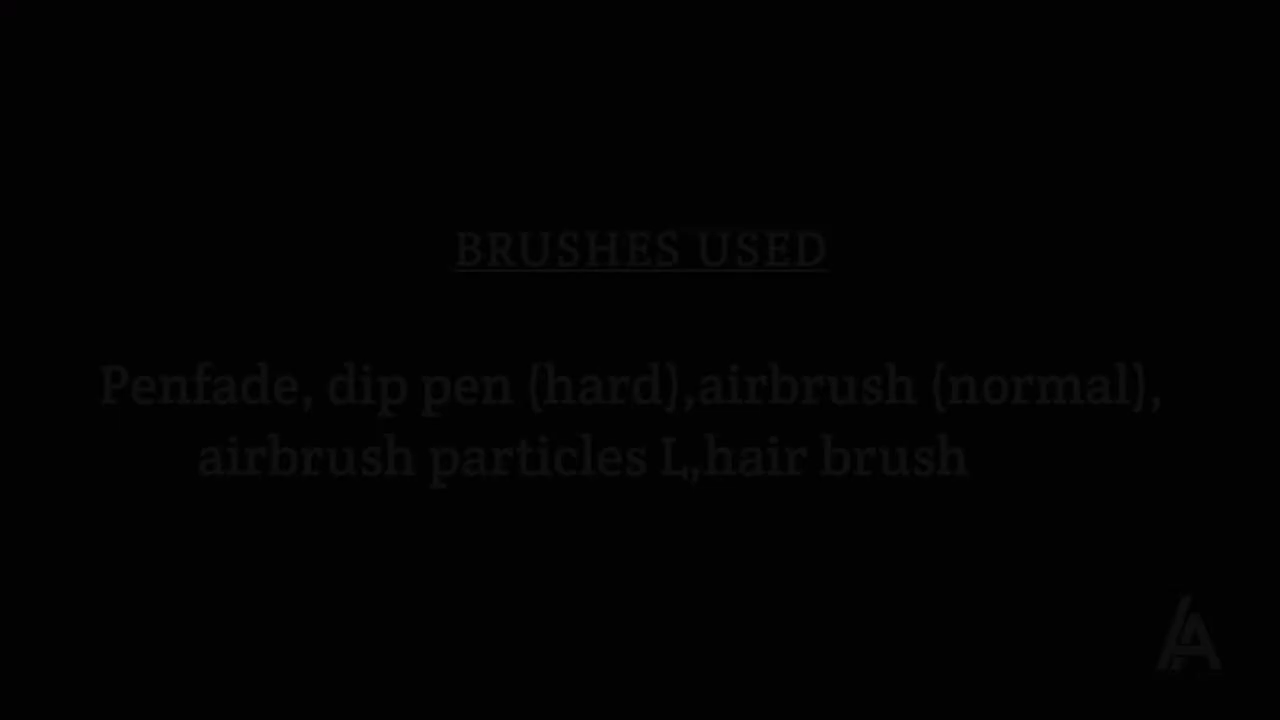 BRUSHES USED
Penfade, dip pen (hard),airbrush (normal),
airbrush particles L,hair brush